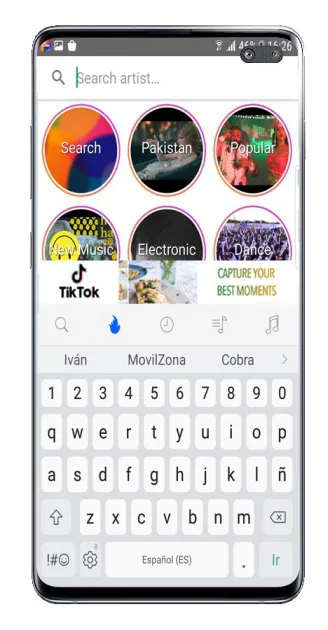 46% 16:26
Search artist...
Search Pakistan Popular
New Music Electronic Dance
TikTok
CAPTURE YOUR
BEST MOMENTS
Iván MovilZona Cobra
1 2 3 4 5 6 7 8 9 0
q w e r t y u i o p
a s d f g h j k l ñ
z x c v b n m
!#☺ Español (ES) . Ir